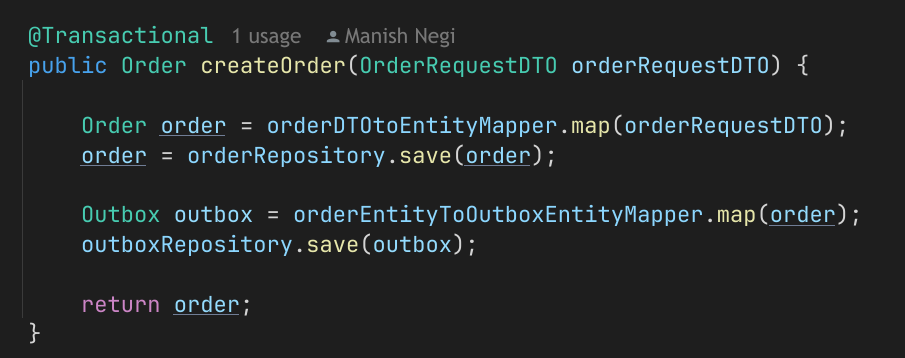 @Transactional 1 usage Manish Negi
public Order createOrder(OrderRequestDTO orderRequestDTO) {
Order order = orderDTOtoEntityMapper.map(orderRequestDTO);
order = orderRepository.save(order);
Outbox outbox = orderEntityToOutboxEntityMapper.map(order);
outboxRepository.save(outbox);
return order;
}